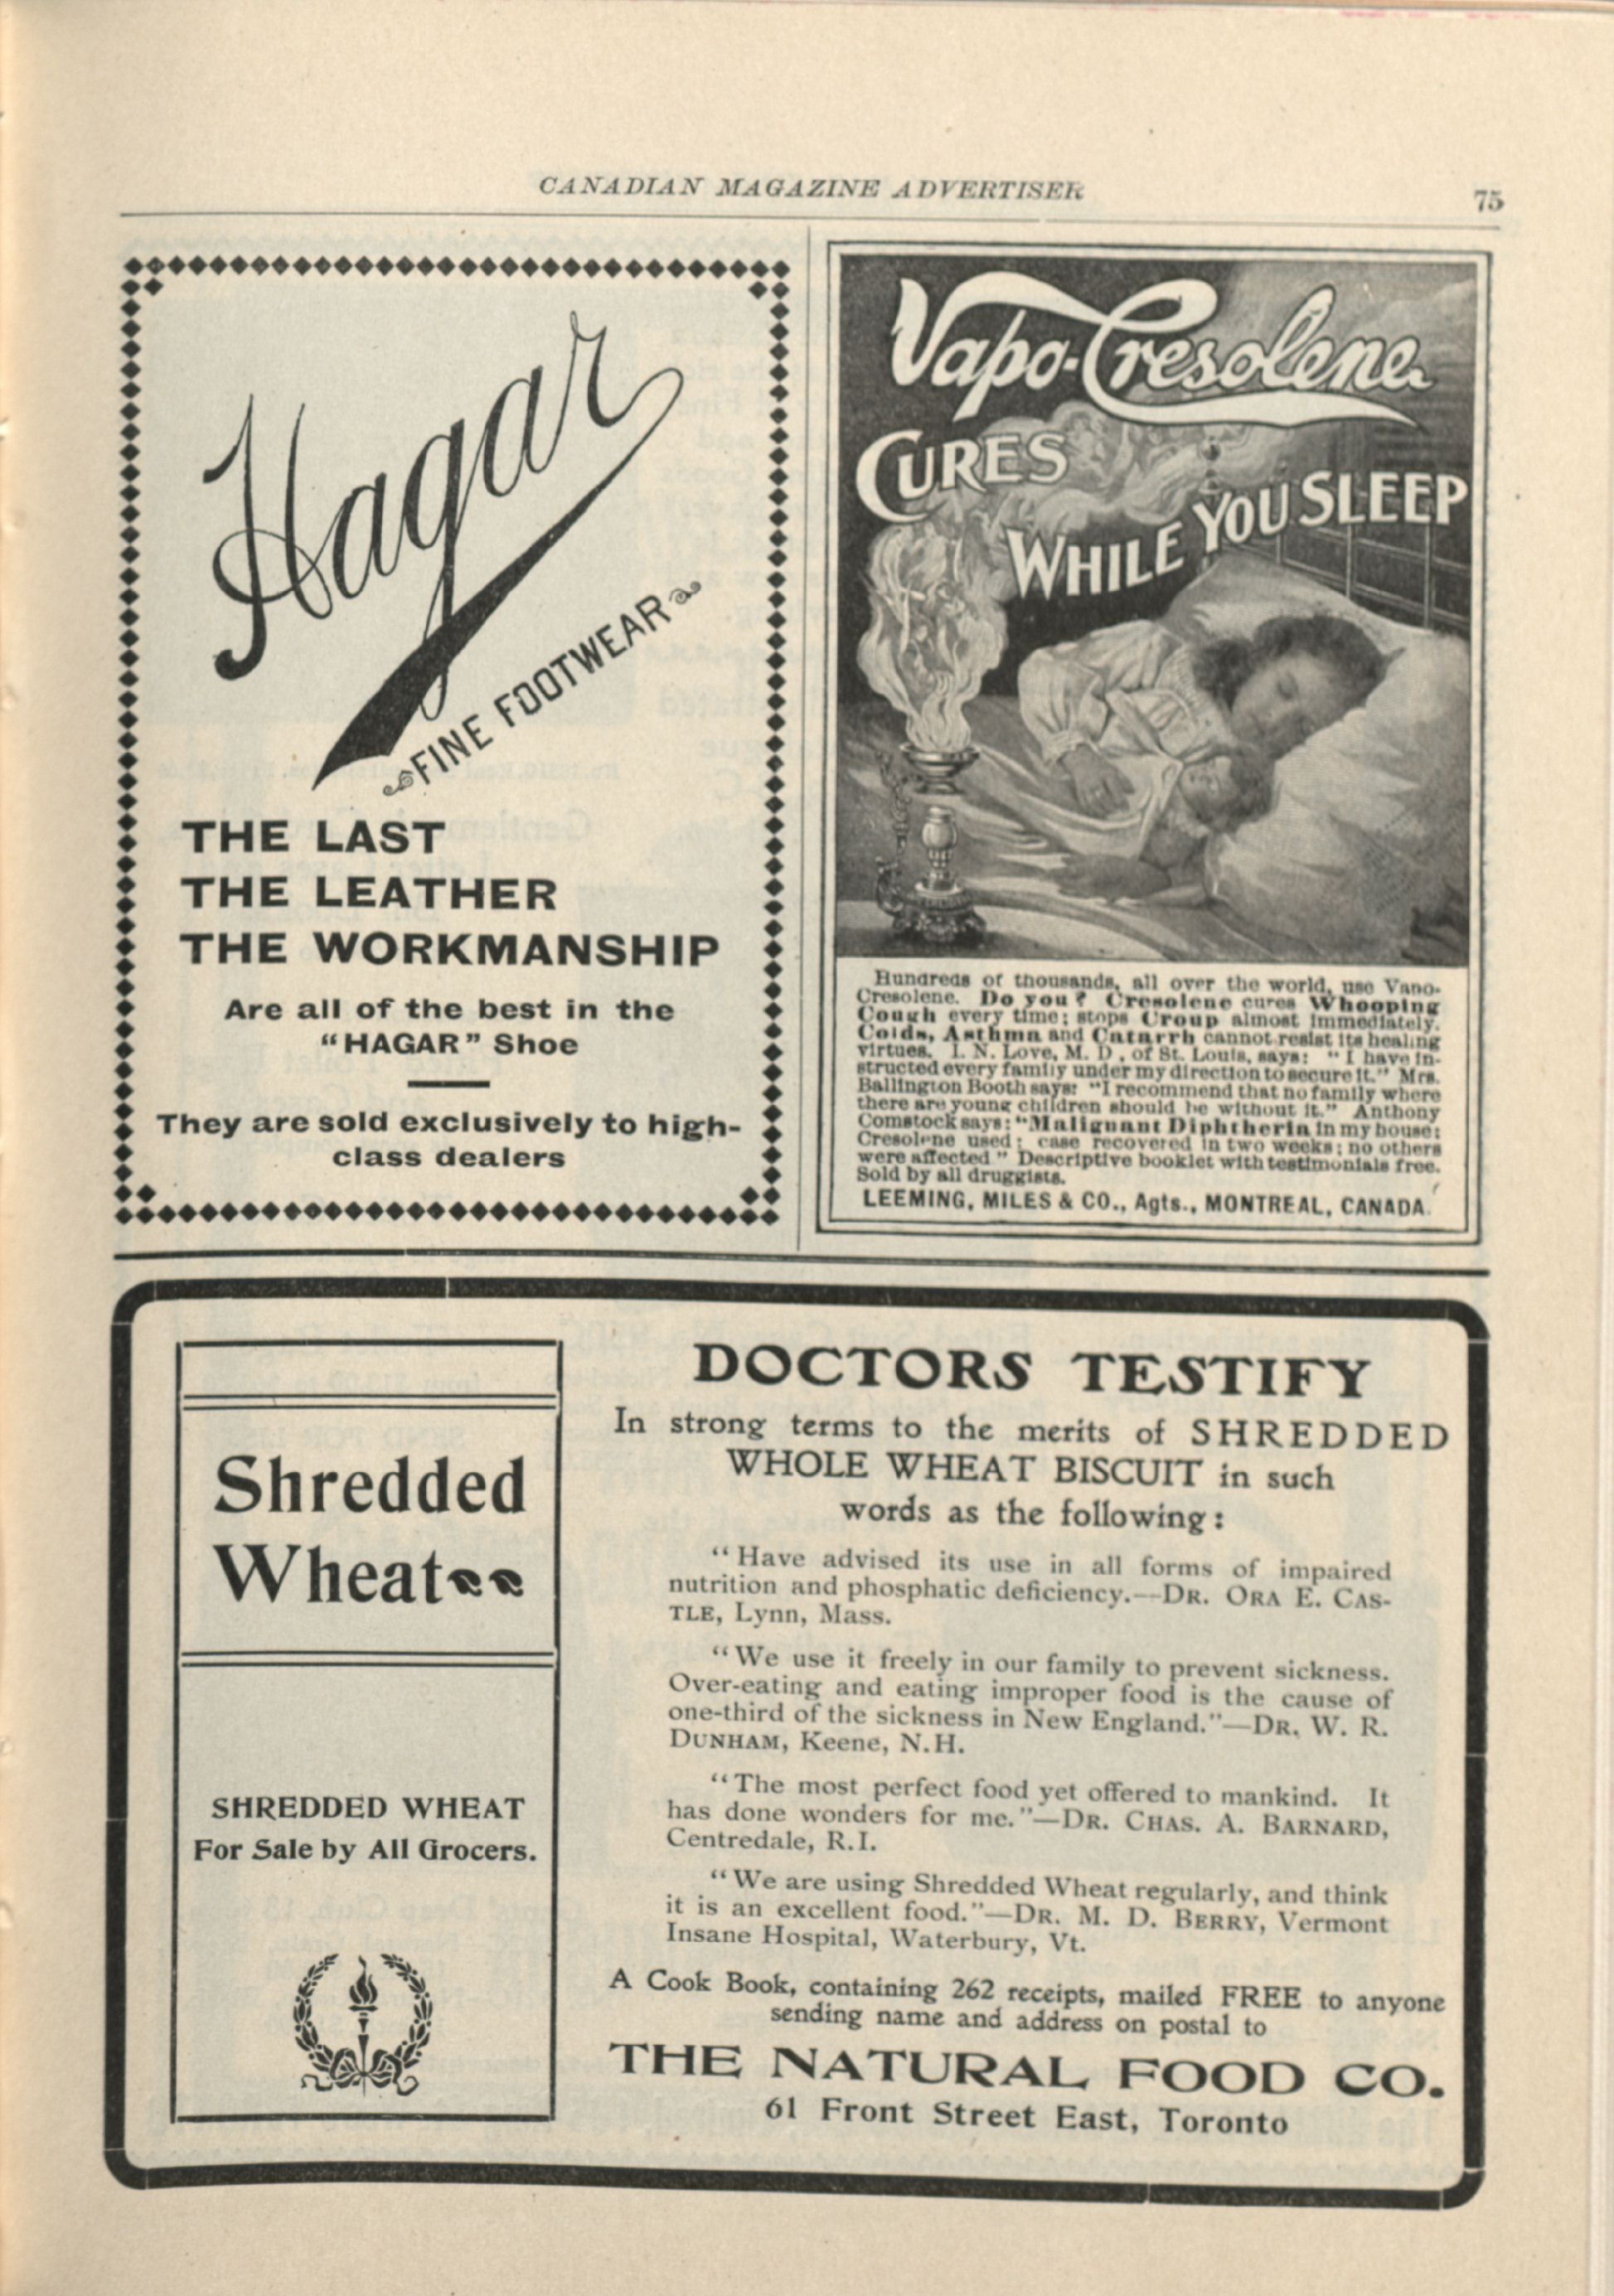 CANADIAN MAGAZINE ADVERTISER
75
Hagar
FINE FOOTWEAR
THE LAST
THE LEATHER
THE WORKMANSHIP
Are all of the best in the
"HAGAR" Shoe
They are sold exclusively to high-
class dealers
Vapo-Cresolene
CURES
WHILE YOU SLEEP
Hundreds of thousands, all over the world, use Vapo-
Cresolene. Do you? Cresolene cures Whooping
Cough every time; stops Croup almost immediately.
Colds, Asthma and Catarrh cannot resist its healing
virtues. I. N. Love, M. D., of St. Louis, says: "I have in-
structed every family under my direction to secure it." Mrs.
Ballington Booth says: "I recommend that no family where
there are young children should be without it." Anthony
Comstock says: "Malignant Diphtheria in my house;
Cresolene used; case recovered in two weeks; no others
were affected" Descriptive booklet with testimonials free.
Sold by all druggists.
LEEMING, MILES & CO., Agts., MONTREAL, CANADA.
Shredded
Wheat
SHREDDED WHEAT
For Sale by All Grocers.
DOCTORS TESTIFY
In strong terms to the merits of SHREDDED
WHOLE WHEAT BISCUIT in such
words as the following:
"Have advised its use in all forms of impaired
nutrition and phosphatic deficiency.—DR. ORA E. CAS-
TLE, Lynn, Mass.
"We use it freely in our family to prevent sickness.
Over-eating and eating improper food is the cause of
one-third of the sickness in New England."—DR. W. R.
DUNHAM, Keene, N.H.
"The most perfect food yet offered to mankind. It
has done wonders for me."—DR. CHAS. A. BARNARD,
Centredale, R.I.
"We are using Shredded Wheat regularly, and think
it is an excellent food."—DR. M. D. BERRY, Vermont
Insane Hospital, Waterbury, Vt.
A Cook Book, containing 262 receipts, mailed FREE to anyone
sending name and address on postal to
THE NATURAL FOOD CO.
61 Front Street East, Toronto